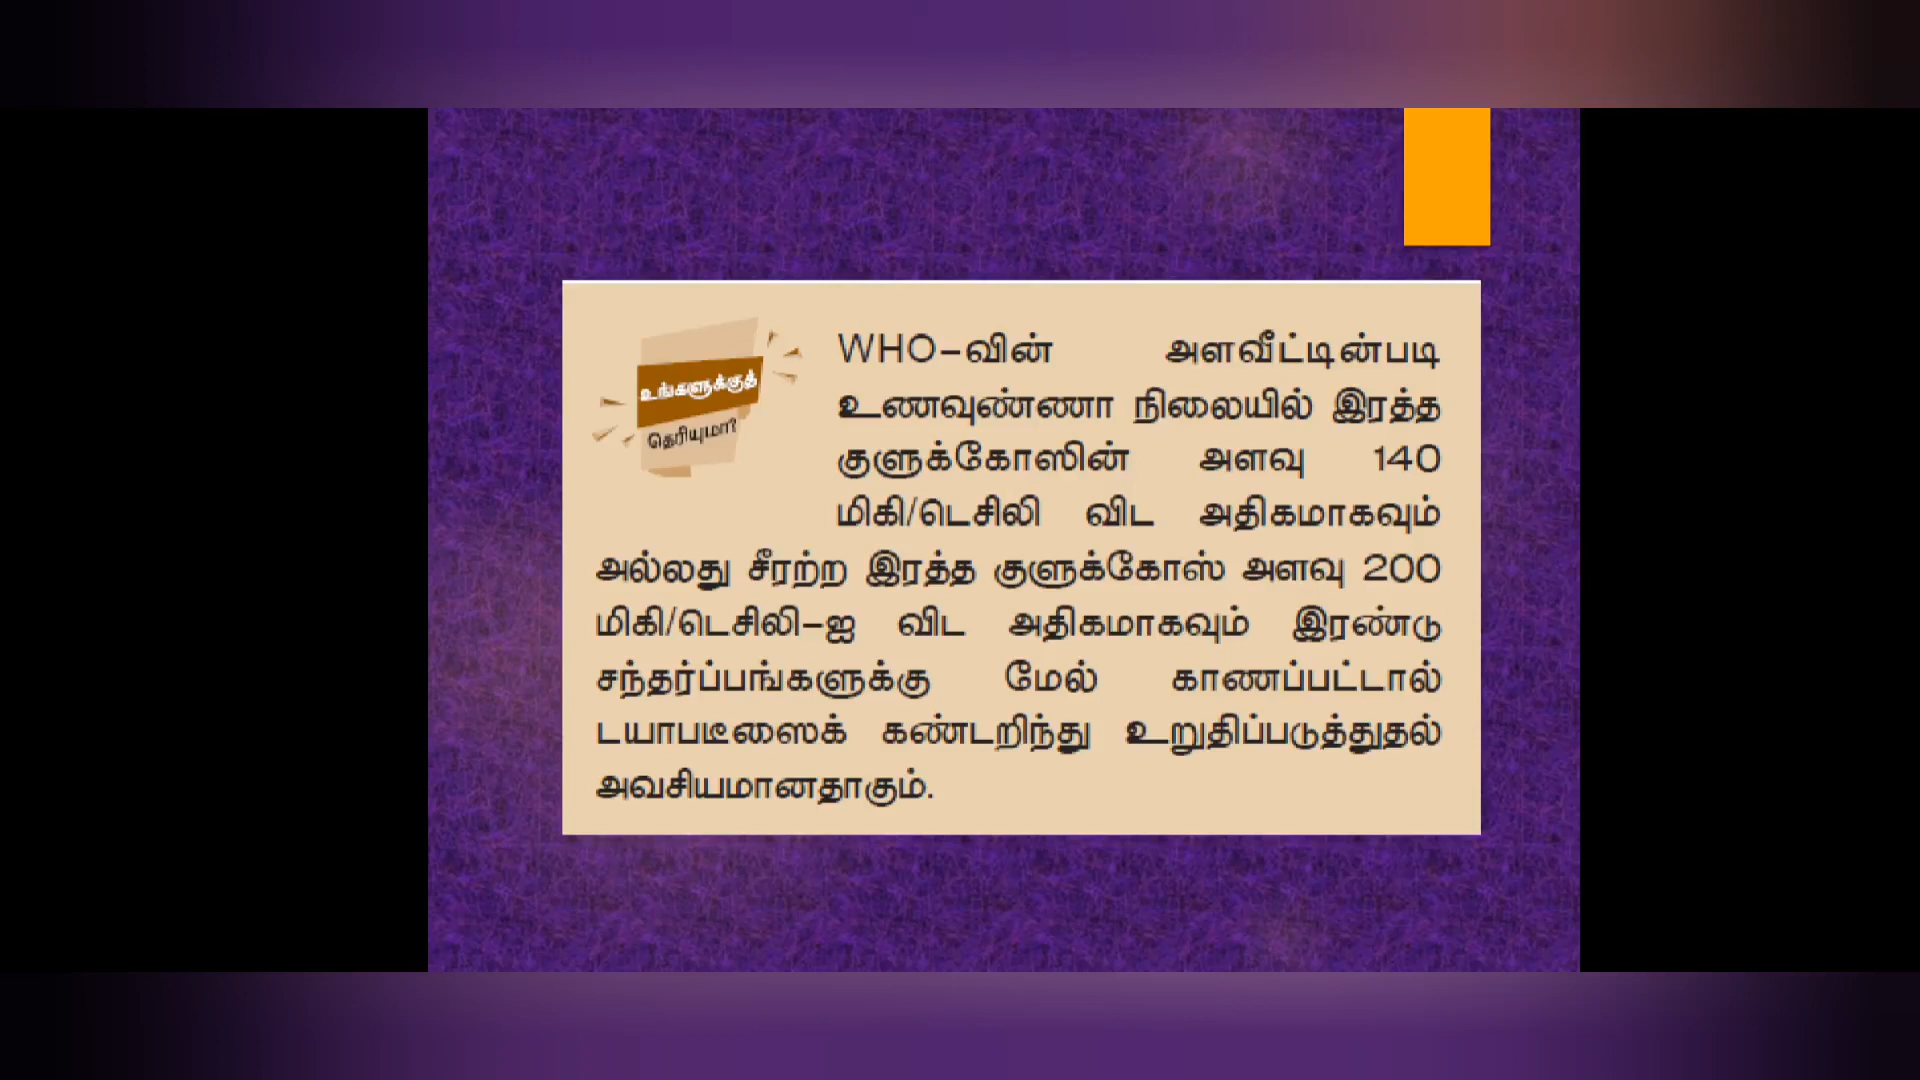 உங்களுக்குத்
தெரியுமா?
WHO-வின் அளவீட்டின்படி
உணவுண்ணா நிலையில் இரத்த
குளுக்கோஸின் அளவு 140
மிகி/டெசிலி விட அதிகமாகவும்
அல்லது சீரற்ற இரத்த குளுக்கோஸ் அளவு 200
மிகி/டெசிலி-ஐ விட அதிகமாகவும் இரண்டு
சந்தர்ப்பங்களுக்கு மேல் காணப்பட்டால்
டயாபடீஸைக் கண்டறிந்து உறுதிப்படுத்துதல்
அவசியமானதாகும்.